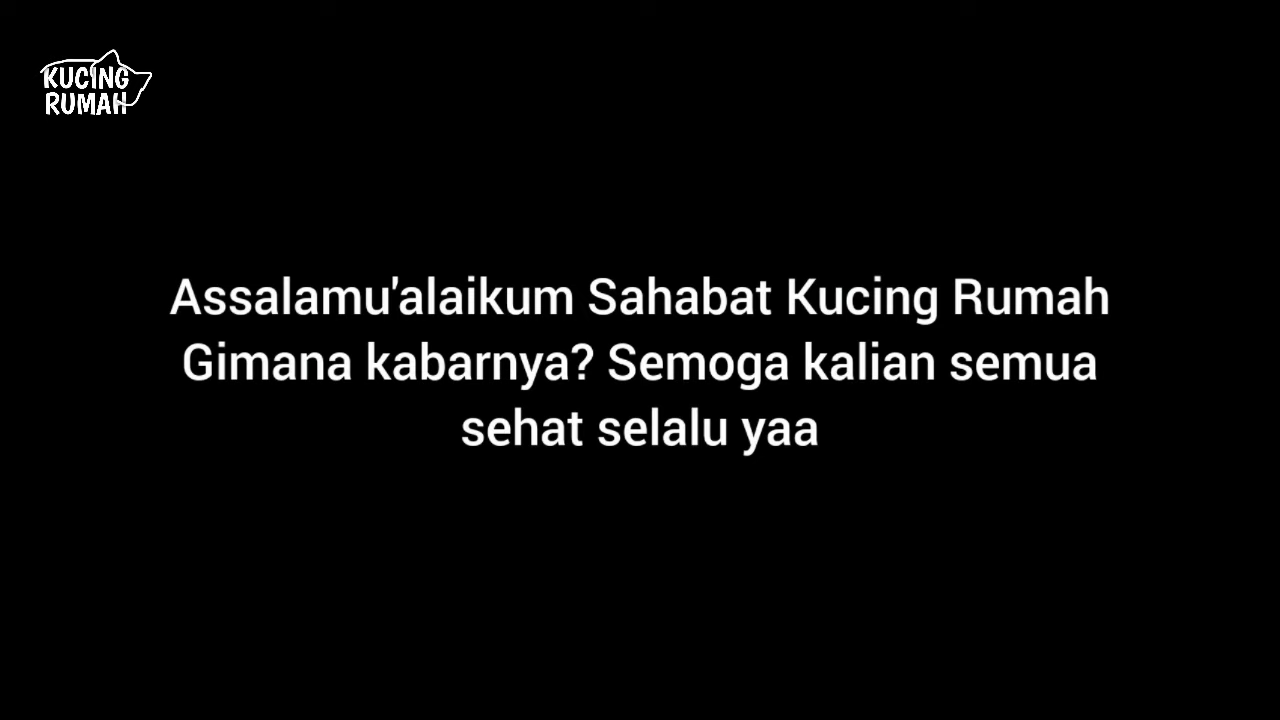 KUCING
RUMAH
Assalamu'alaikum Sahabat Kucing Rumah
Gimana kabarnya? Semoga kalian semua
sehat selalu yaa